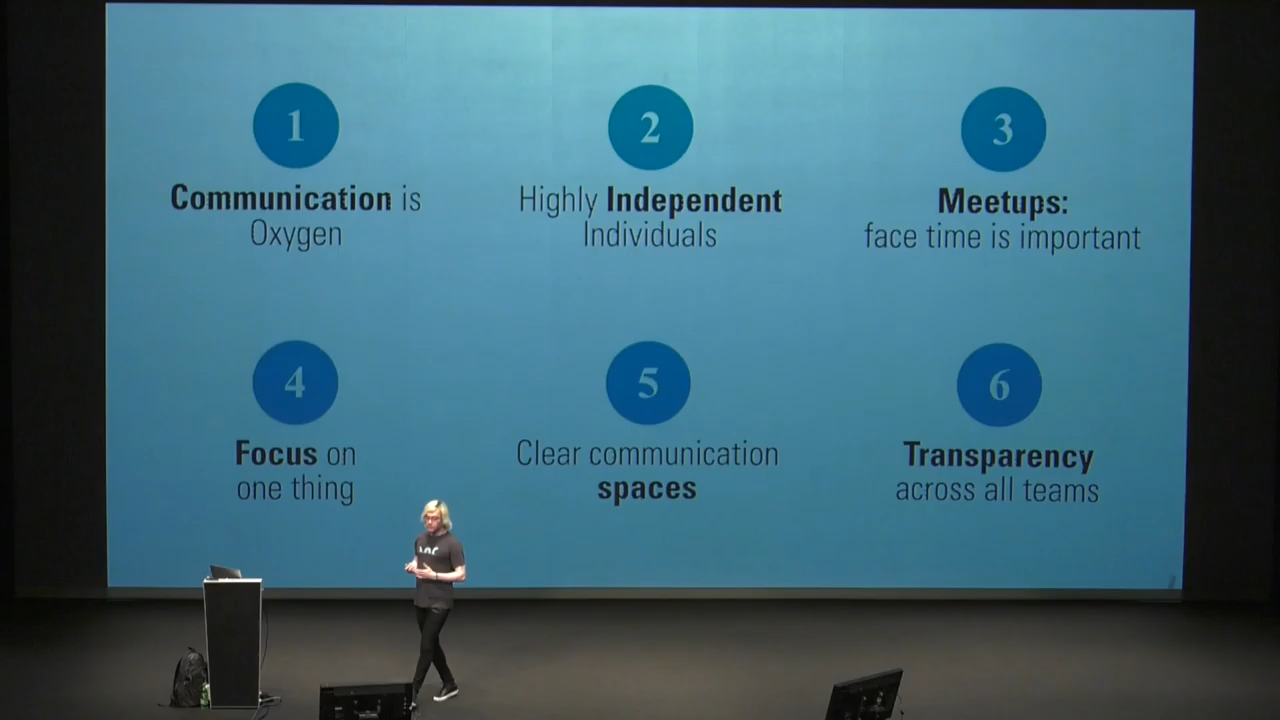 1
Communication is
Oxygen
2
Highly Independent
Individuals
3
Meetups:
face time is important
4
Focus on
one thing
5
Clear communication
spaces
6
Transparency
across all teams